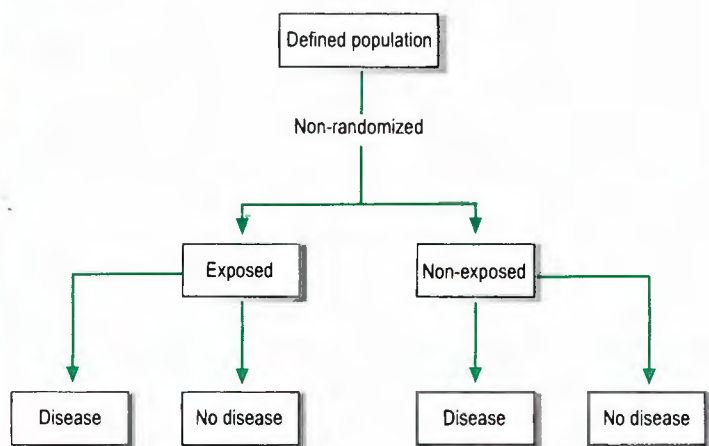 Defined population
Non-randomized
Exposed
Non-exposed
Disease
No disease
Disease
No disease